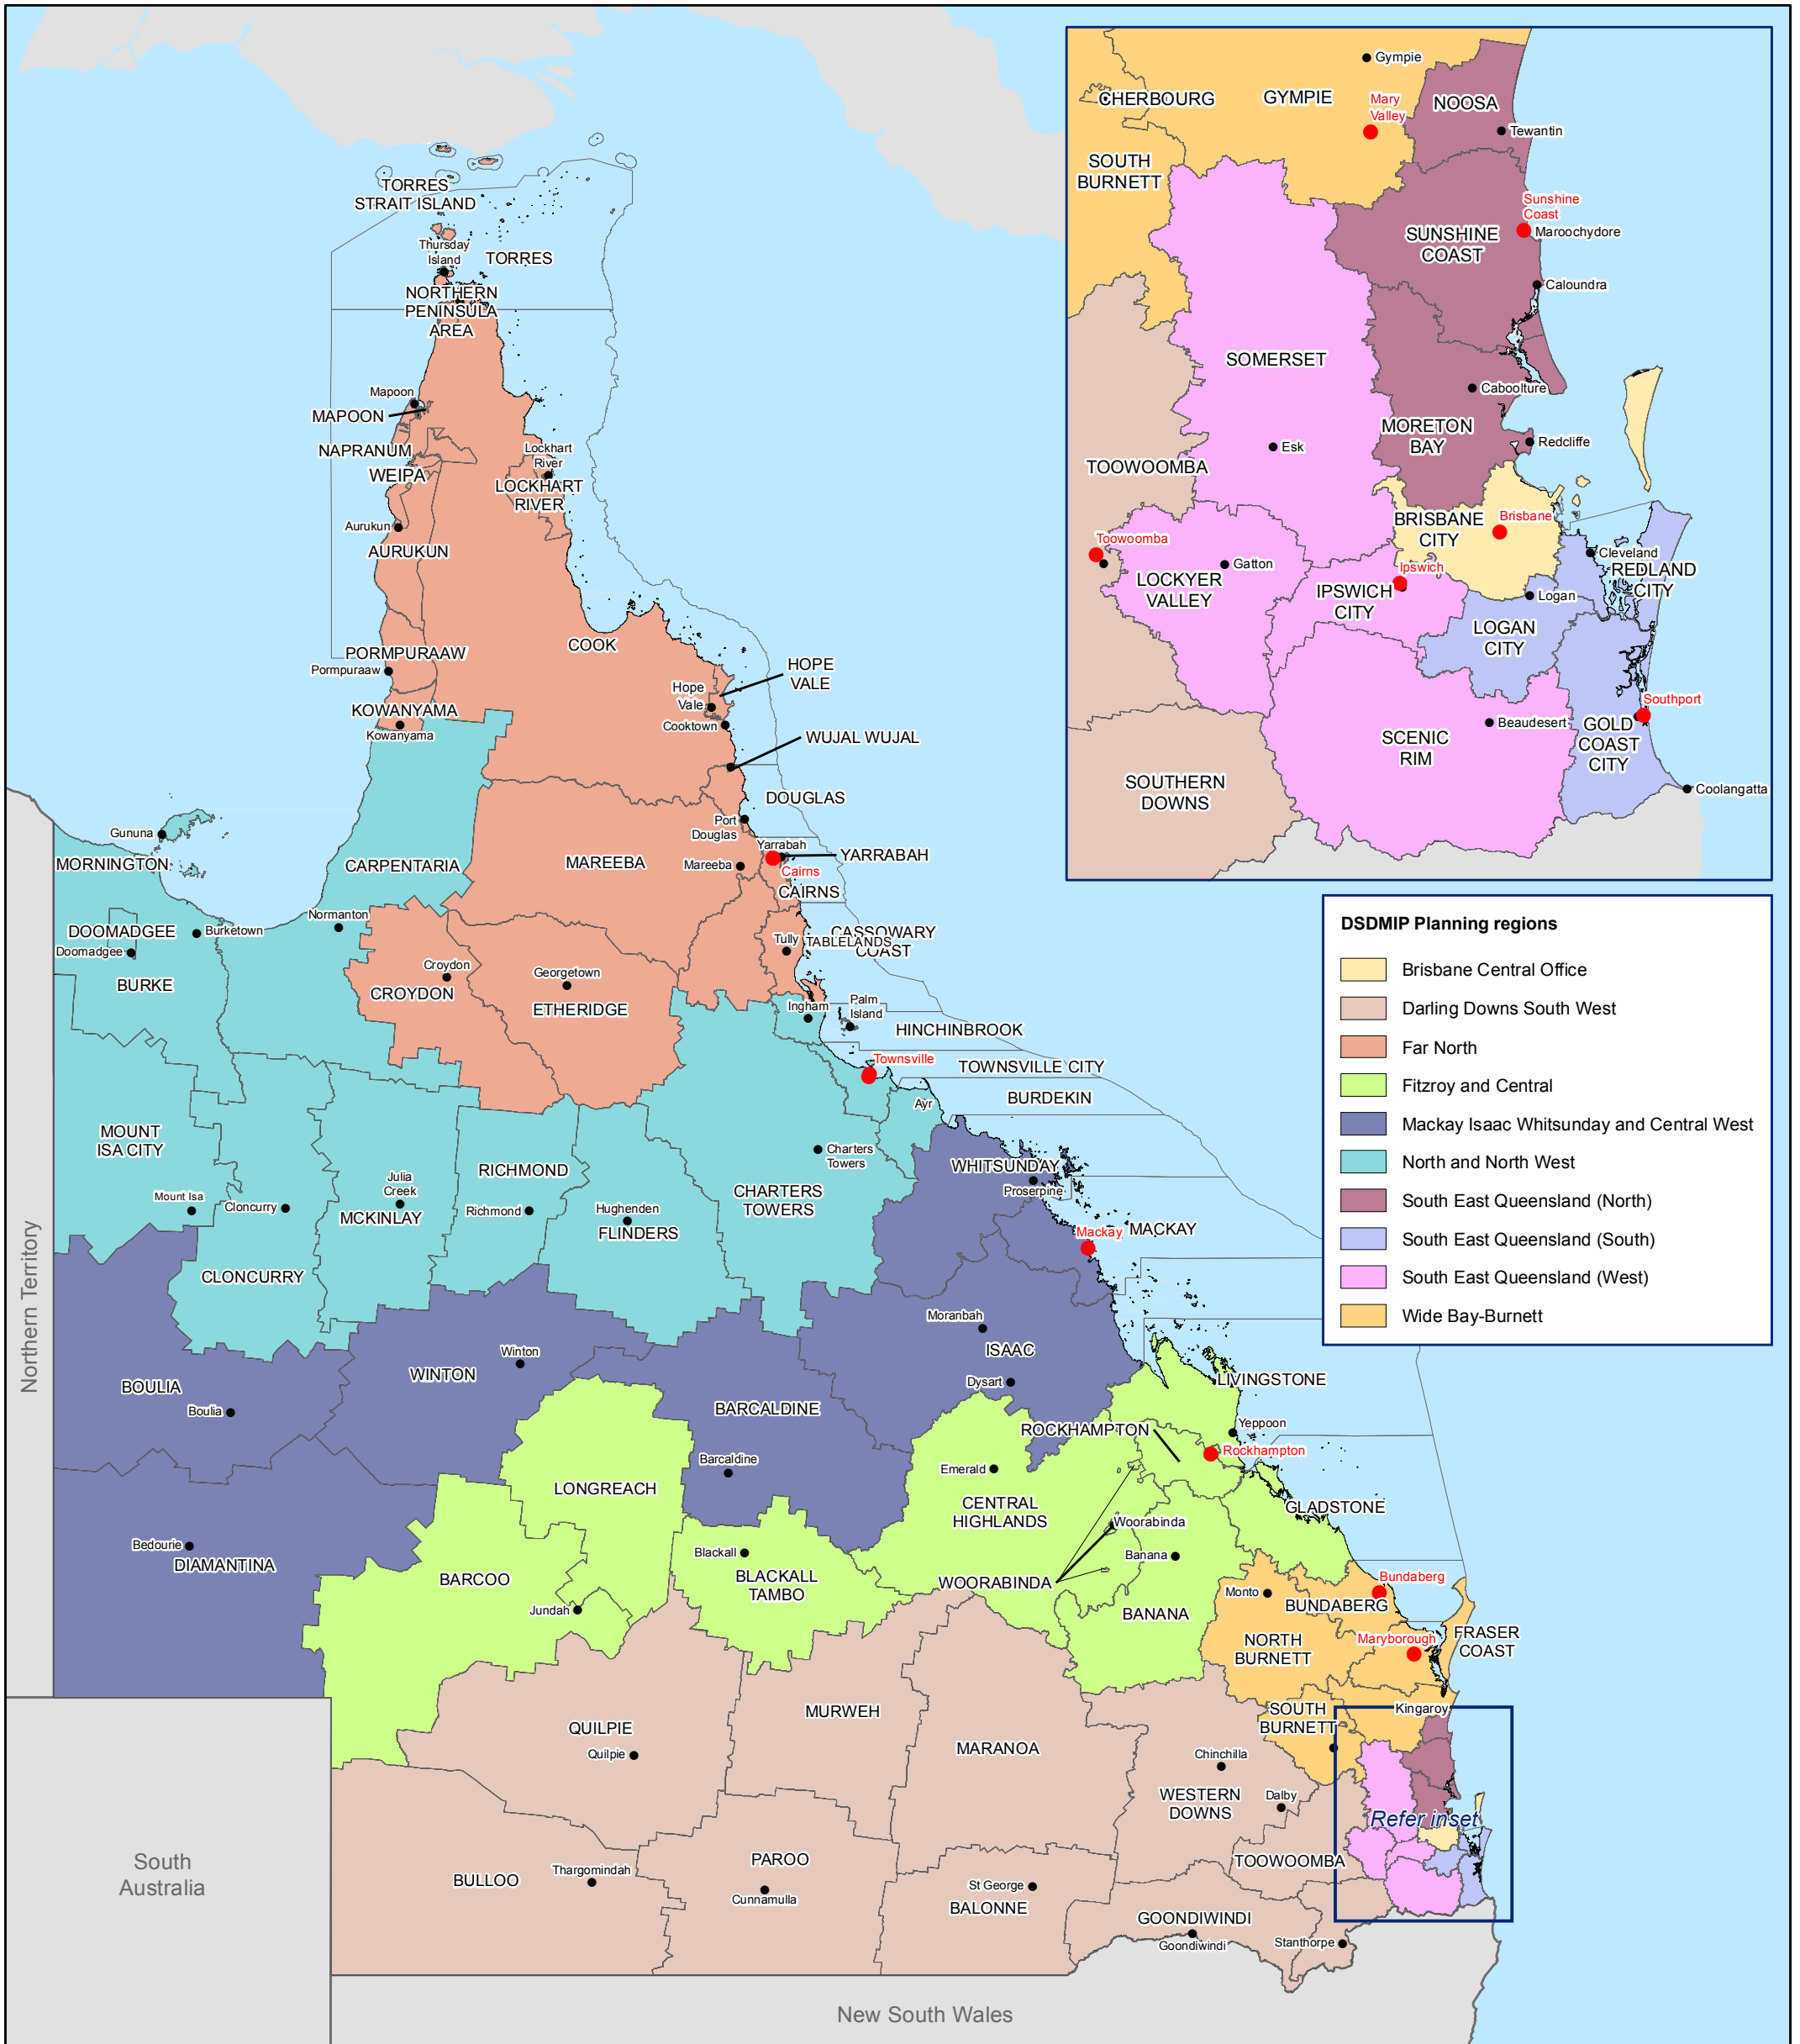 TORRES
STRAIT ISLAND
Thursday
Island
TORRES
NORTHERN
PENINSULA
AREA
Mapoon
MAPOON
NAPRANUM
WEIPA
Lockhart
River
LOCKHART
RIVER
Aurukun
AURUKUN
COOK
PORMPURAAW
Pormpuraaw
HOPE
VALE
Hope
Vale
KOWANYAMA
Kowanyama
Cooktown
WUJAL WUJAL
DOUGLAS
Port
Douglas
Gununa
MORNINGTON
CARPENTARIA
MAREEBA
Mareeba
Yarrabah
YARRABAH
Cairns
CAIRNS
Normanton
DOOMADGEE
Doomadgee
Burketown
BURKE
Croydon
CROYDON
Georgetown
ETHERIDGE
Tully
TABLELANDS
CASSOWARY
COAST
Ingham
Palm
Island
HINCHINBROOK
Townsville
TOWNSVILLE CITY
BURDEKIN
Ayr
MOUNT
ISA CITY
Mount Isa
Cloncurry
CLONCURRY
Julia
Creek
MCKINLAY
RICHMOND
Richmond
Hughenden
FLINDERS
Charters
Towers
CHARTERS
TOWERS
WHITSUNDAY
Proserpine
Mackay
MACKAY
Moranbah
ISAAC
Dysart
Northern Territory
BOULIA
Boulia
WINTON
Winton
BARCALDINE
Barcaldine
LONGREACH
LIVINGSTONE
Yeppoon
ROCKHAMPTON
Rockhampton
Emerald
CENTRAL
HIGHLANDS
GLADSTONE
Woorabinda
WOORABINDA
Banana
BANANA
Bedourie
DIAMANTINA
BARCOO
Jundah
Blackall
BLACKALL
TAMBO
Monto
Bundaberg
BUNDABERG
NORTH
BURNETT
Maryborough
FRASER
COAST
QUILPIE
Quilpie
MURWEH
MARANOA
SOUTH
BURNETT
Kingaroy
Chinchilla
WESTERN
DOWNS
Dalby
Refer inset
TOOWOOMBA
South
Australia
BULLOO
Thargomindah
PAROO
Cunnamulla
St George
BALONNE
GOONDIWINDI
Goondiwindi
Stanthorpe
New South Wales
Gympie
CHERBOURG
GYMPIE
Mary
Valley
NOOSA
Tewantin
SOUTH
BURNETT
Sunshine
Coast
Maroochydore
SUNSHINE
COAST
Caloundra
SOMERSET
Caboolture
MORETON
BAY
Redcliffe
Esk
TOOWOOMBA
BRISBANE
CITY
Brisbane
Toowoomba
Gatton
LOCKYER
VALLEY
Ipswich
IPSWICH
CITY
Cleveland
REDLAND
CITY
Logan
LOGAN
CITY
Southport
Beaudesert
SCENIC
RIM
GOLD
COAST
CITY
SOUTHERN
DOWNS
Coolangatta
DSDMIP Planning regions
Brisbane Central Office
Darling Downs South West
Far North
Fitzroy and Central
Mackay Isaac Whitsunday and Central West
North and North West
South East Queensland (North)
South East Queensland (South)
South East Queensland (West)
Wide Bay-Burnett